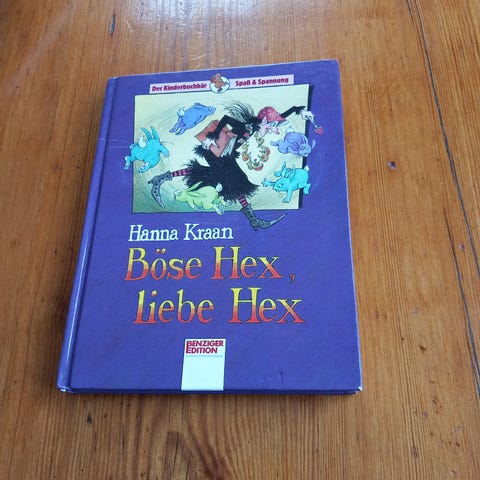 Der Kinderbuchbär Spaß & Spannung
Hanna Kraan
Böse Hex,
liebe Hex
BENZIGER
EDITION